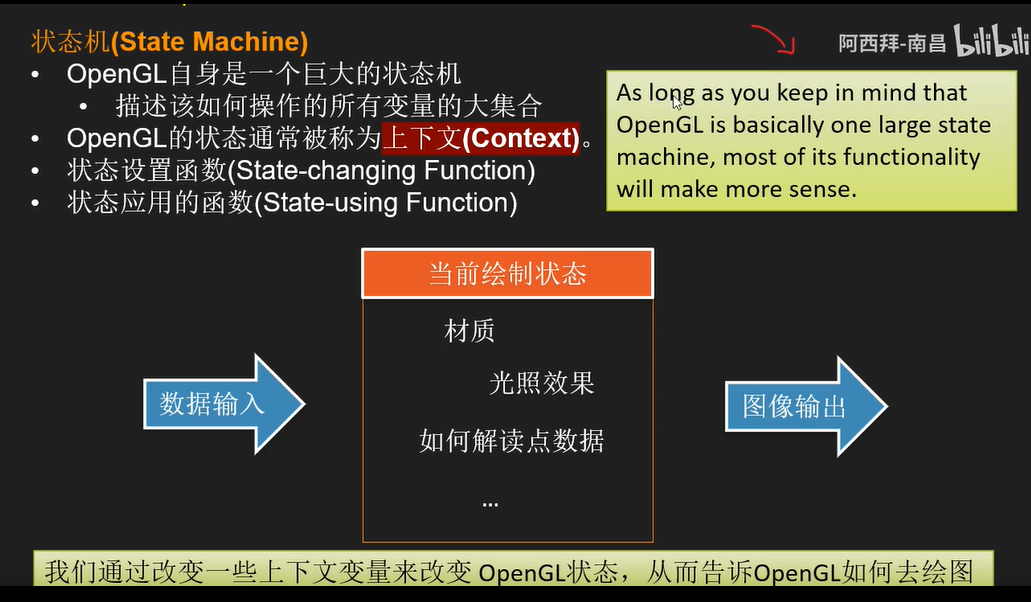 状态机(State Machine)
• OpenGL自身是一个巨大的状态机
• 描述该如何操作的所有变量的大集合
• OpenGL的状态通常被称为上下文(Context)。
• 状态设置函数(State-changing Function)
• 状态应用的函数(State-using Function)
阿西拜-南昌 bilibili
As long as you keep in mind that
OpenGL is basically one large state
machine, most of its functionality
will make more sense.
当前绘制状态
材质
光照效果
如何解读点数据
...
数据输入
图像输出
我们通过改变一些上下文变量来改变 OpenGL状态，从而告诉OpenGL如何去绘图